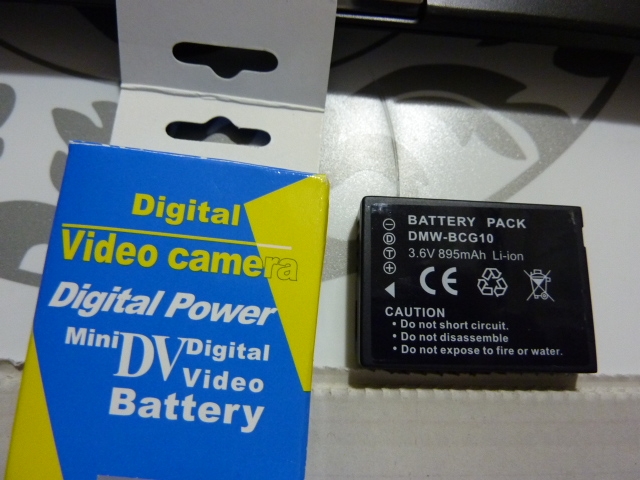 Digital
Video camera
Digital Power
Mini DV Digital
Video
Battery
BATTERY PACK
DMW-BCG10
3.6V 895mAh Li-ion
D
T
CE
CAUTION
• Do not short circuit.
• Do not disassemble
• Do not expose to fire or water.